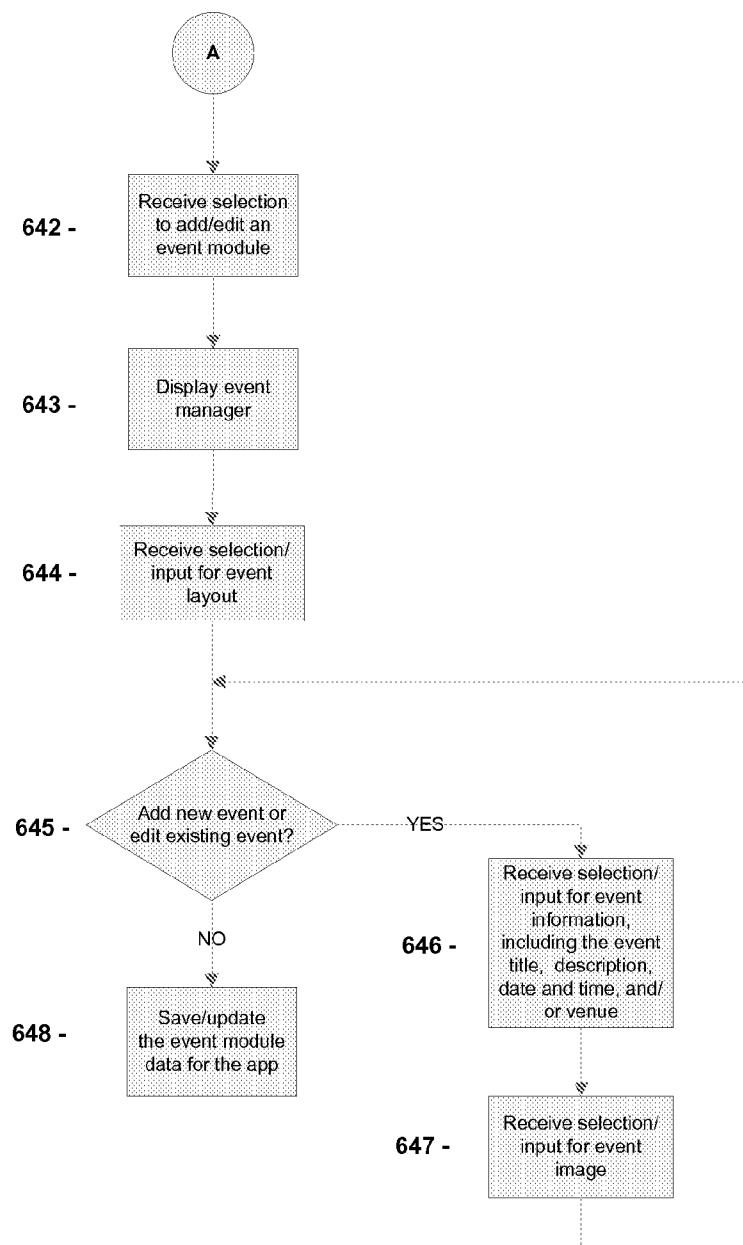 A
642 -
Receive selection
to add/edit an
event module
643 -
Display event
manager
644 -
Receive selection/
input for event
layout
645 -
Add new event or
edit existing event?
YES
646 -
Receive selection/
input for event
information,
including the event
title, description,
date and time, and/
or venue
NO
648 -
Save/update
the event module
data for the app
647 -
Receive selection/
input for event
image